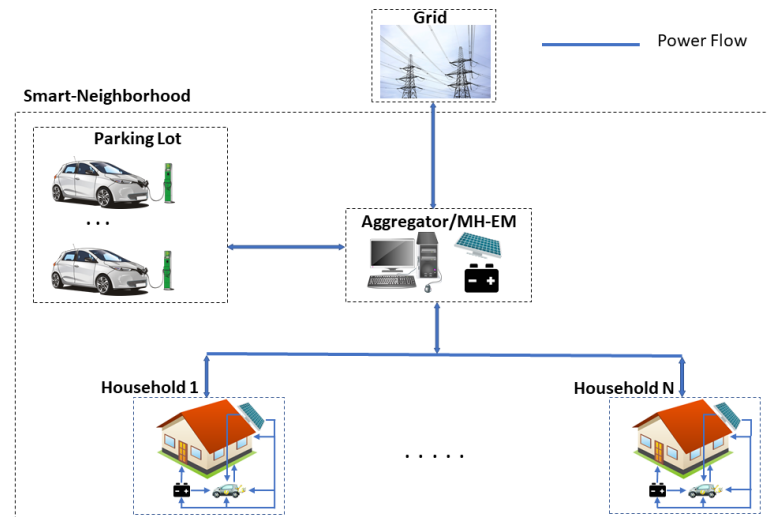 Grid
Power Flow
Smart-Neighborhood
Parking Lot
...
Aggregator/MH-EM
Household 1
Household N
.....